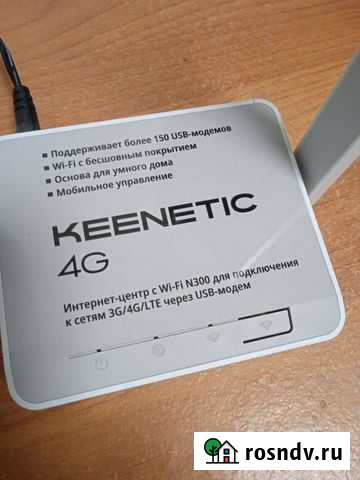 ▪ Поддерживает более 150 USB-модемов
▪ Wi-Fi с бесшовным покрытием
▪ Основа для умного дома
▪ Мобильное управление
KEENETIC
4G
Интернет-центр с Wi-Fi N300 для подключения
к сетям 3G/4G/LTE через USB-модем
rosndv.ru